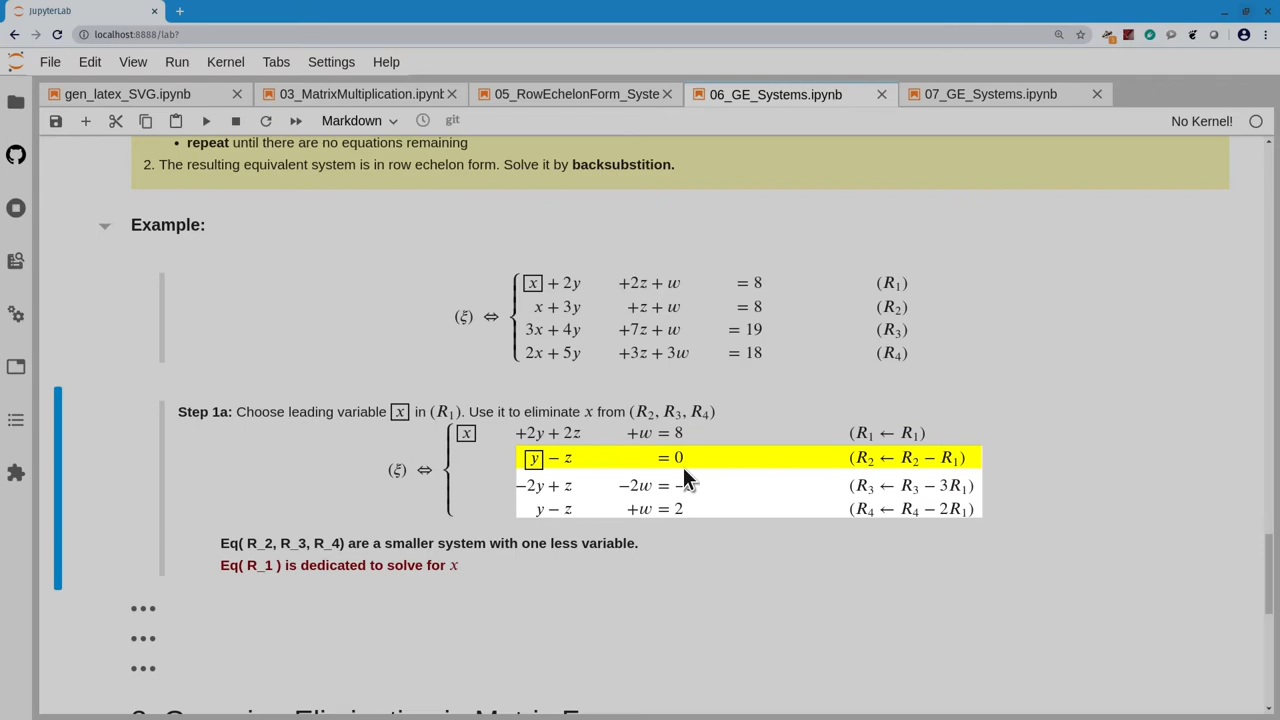 JupyterLab
localhost:8888/lab?
File Edit View Run Kernel Tabs Settings Help
gen_latex_SVG.ipynb 03_MatrixMultiplication.ipynb 05_RowEchelonForm_Syste 06_GE_Systems.ipynb 07_GE_Systems.ipynb
Markdown git No Kernel!
• repeat until there are no equations remaining
2. The resulting equivalent system is in row echelon form. Solve it by backsubstition.
Example:
x + 2y +2z + w = 8 (R₁)
(ξ) ⇔ x + 3y +z + w = 8 (R₂)
3x + 4y +7z + w = 19 (R₃)
2x + 5y +3z + 3w = 18 (R₄)
Step 1a: Choose leading variable x in (R₁). Use it to eliminate x from (R₂, R₃, R₄)
x +2y + 2z +w = 8 (R₁ ← R₁)
(ξ) ⇔ y − z = 0 (R₂ ← R₂ − R₁)
−2y + z −2w = − (R₃ ← R₃ − 3R₁)
y − z +w = 2 (R₄ ← R₄ − 2R₁)
Eq( R_2, R_3, R_4) are a smaller system with one less variable.
Eq( R_1 ) is dedicated to solve for x